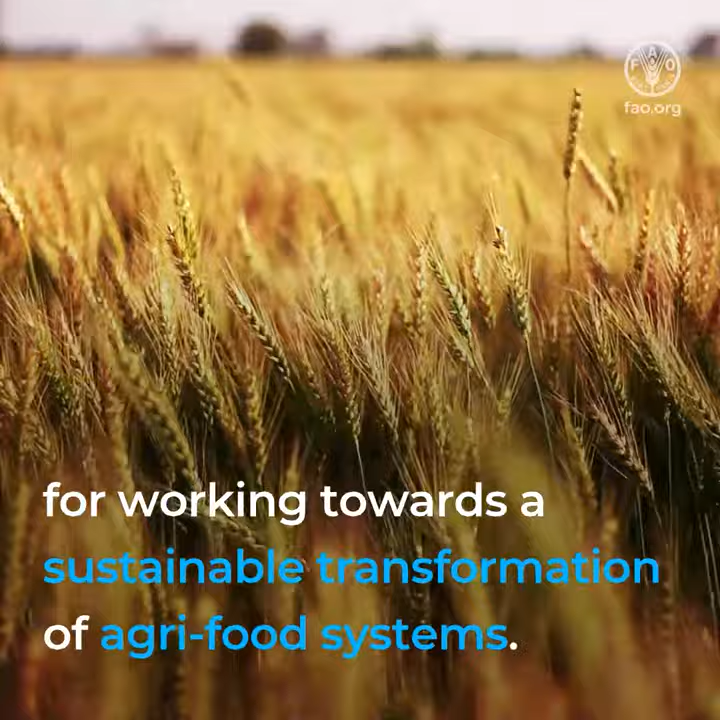 F A O
fao.org
for working towards a
sustainable transformation
of agri-food systems.